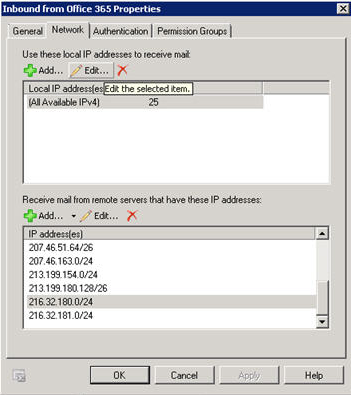 Inbound from Office 365 Properties
General Network Authentication Permission Groups
Use these local IP addresses to receive mail:
Add... Edit...
Local IP address(es
Edit the selected item.
(All Available IPv4) 25
Receive mail from remote servers that have these IP addresses:
Add... Edit...
IP address(es)
207.46.51.64/26
207.46.163.0/24
213.199.154.0/24
213.199.180.128/26
216.32.180.0/24
216.32.181.0/24
OK Cancel Apply Help